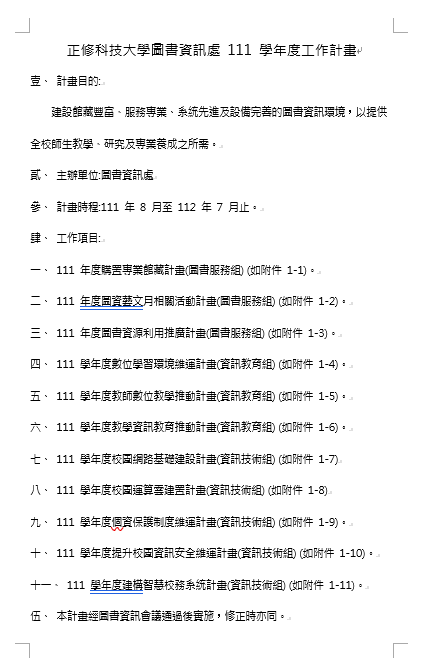 正修科技大學圖書資訊處 111 學年度工作計畫
壹、 計畫目的:
建設館藏豐富、服務專業、系統先進及設備完善的圖書資訊環境，以提供
全校師生教學、研究及專業養成之所需。
貳、 主辦單位:圖書資訊處
參、 計畫時程:111 年 8 月至 112 年 7 月止。
肆、 工作項目:
一、 111 年度購置專業館藏計畫(圖書服務組) (如附件 1-1)。
二、 111 年度圖資藝文月相關活動計畫(圖書服務組) (如附件 1-2)。
三、 111 年度圖書資源利用推廣計畫(圖書服務組) (如附件 1-3)。
四、 111 學年度數位學習環境維運計畫(資訊教育組) (如附件 1-4)。
五、 111 學年度教師數位教學推動計畫(資訊教育組) (如附件 1-5)。
六、 111 學年度教學資訊教育推動計畫(資訊教育組) (如附件 1-6)。
七、 111 學年度校園網路基礎建設計畫(資訊技術組) (如附件 1-7)
八、 111 學年度校園運算雲建置計畫(資訊技術組) (如附件 1-8)
九、 111 學年度個資保護制度維運計畫(資訊技術組) (如附件 1-9)。
十、 111 學年度提升校園資訊安全維運計畫(資訊技術組) (如附件 1-10)。
十一、 111 學年度建構智慧校務系統計畫(資訊技術組) (如附件 1-11)。
伍、 本計畫經圖書資訊會議通過後實施，修正時亦同。